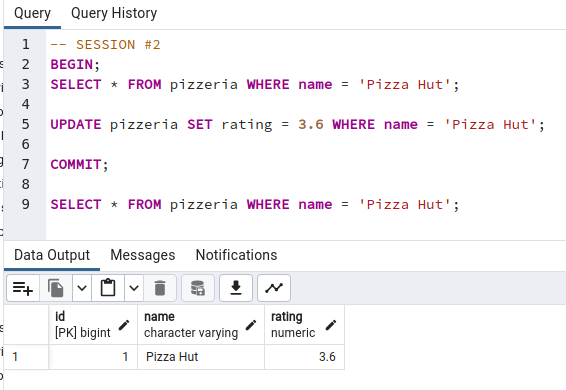 Query Query History
1 -- SESSION #2
2 BEGIN;
3 SELECT * FROM pizzeria WHERE name = 'Pizza Hut';
4
5 UPDATE pizzeria SET rating = 3.6 WHERE name = 'Pizza Hut';
6
7 COMMIT;
8
9 SELECT * FROM pizzeria WHERE name = 'Pizza Hut';
Data Output Messages Notifications
id name rating
[PK] bigint character varying numeric
1 1 Pizza Hut 3.6